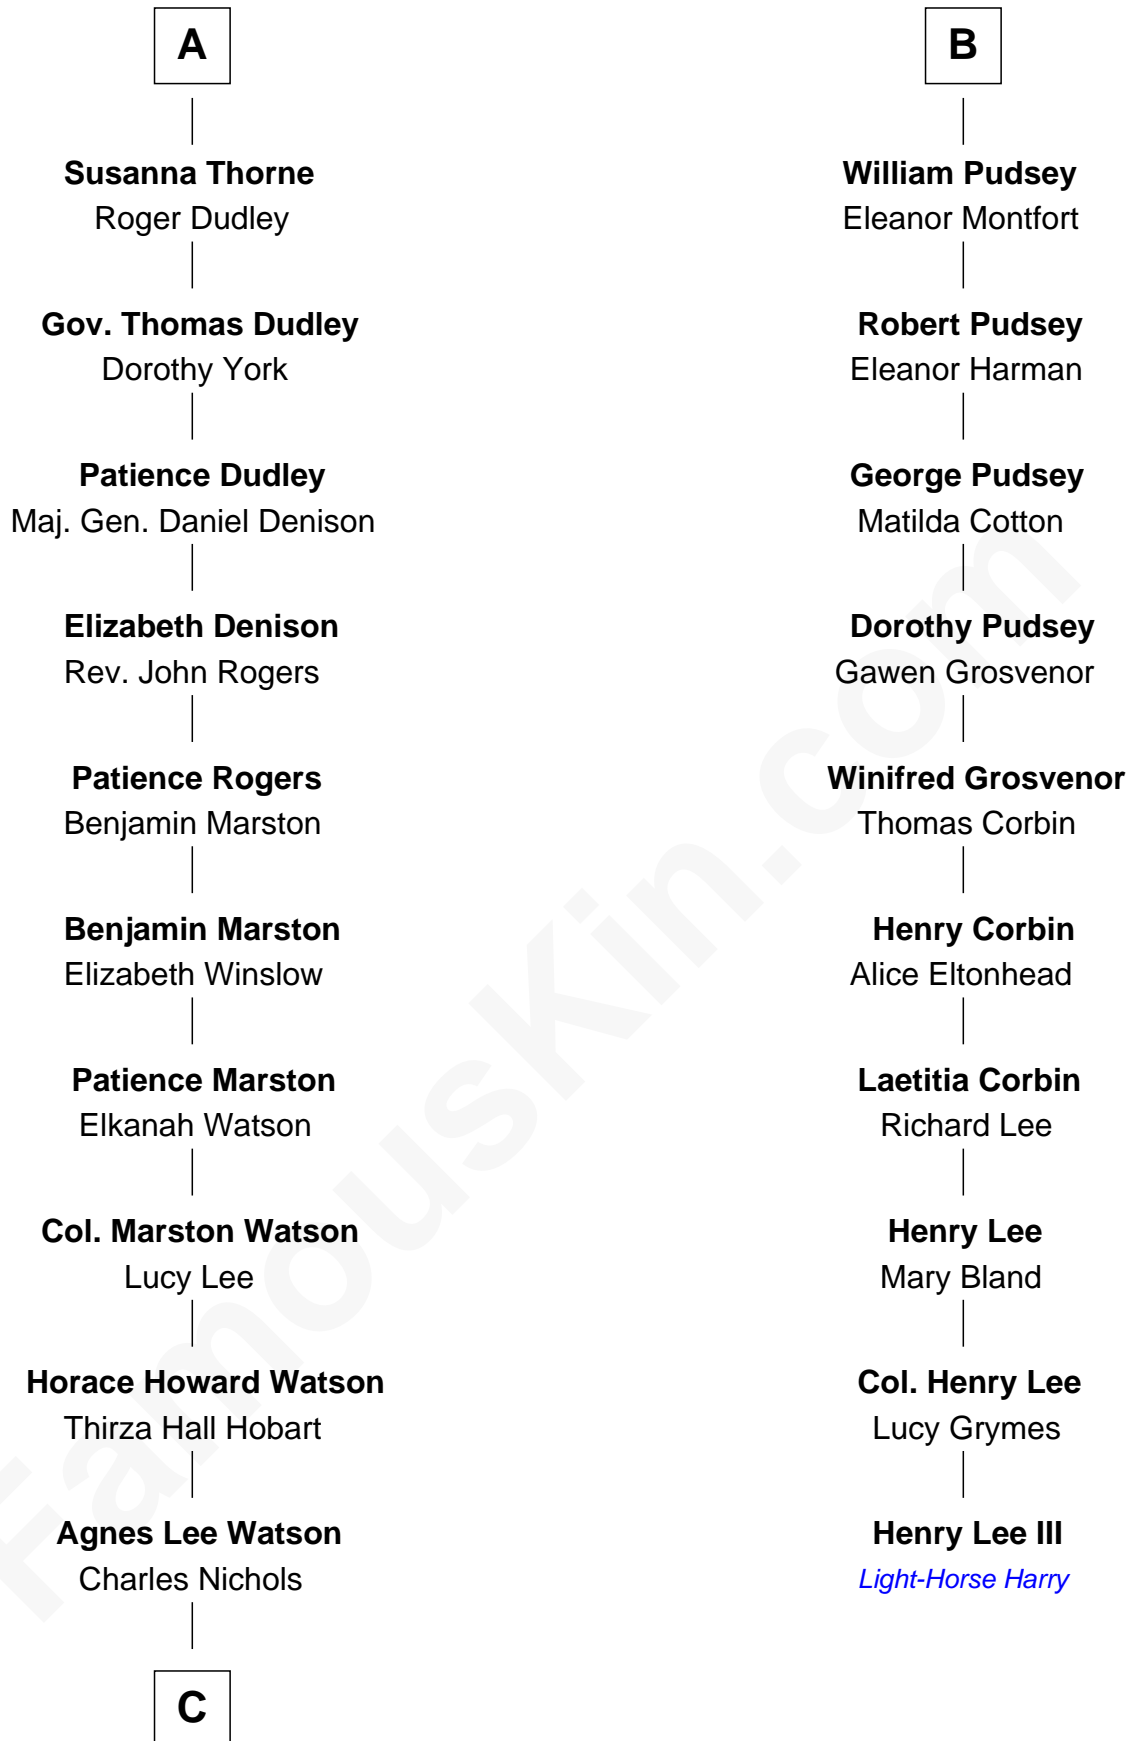 A
Susanna Thorne
Roger Dudley
Gov. Thomas Dudley
Dorothy York
Patience Dudley
Maj. Gen. Daniel Denison
Elizabeth Denison
Rev. John Rogers
Patience Rogers
Benjamin Marston
Benjamin Marston
Elizabeth Winslow
Patience Marston
Elkanah Watson
Col. Marston Watson
Lucy Lee
Horace Howard Watson
Thirza Hall Hobart
Agnes Lee Watson
Charles Nichols
C
B
William Pudsey
Eleanor Montfort
Robert Pudsey
Eleanor Harman
George Pudsey
Matilda Cotton
Dorothy Pudsey
Gawen Grosvenor
Winifred Grosvenor
Thomas Corbin
Henry Corbin
Alice Eltonhead
Laetitia Corbin
Richard Lee
Henry Lee
Mary Bland
Col. Henry Lee
Lucy Grymes
Henry Lee III
Light-Horse Harry
FamousKin.com